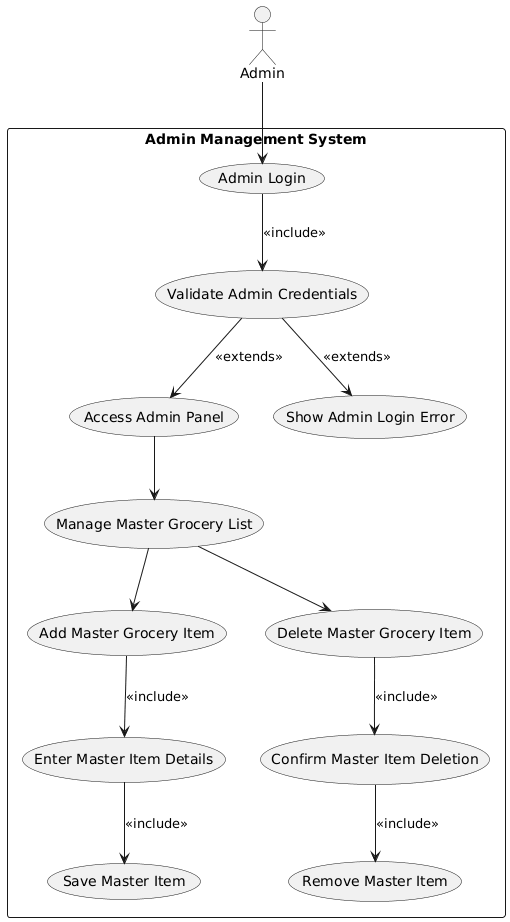 Admin
Admin Management System
Admin Login
«include»
Validate Admin Credentials
«extends»
«extends»
Access Admin Panel
Show Admin Login Error
Manage Master Grocery List
Add Master Grocery Item
Delete Master Grocery Item
«include»
«include»
Enter Master Item Details
Confirm Master Item Deletion
«include»
«include»
Save Master Item
Remove Master Item